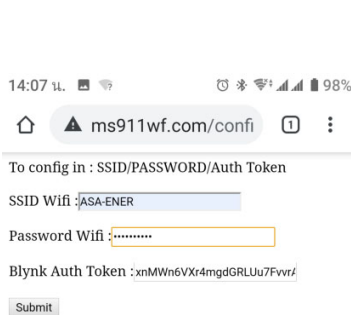 14:07 น. 98%
ms911wf.com/confi 1
To config in : SSID/PASSWORD/Auth Token
SSID Wifi : ASA-ENER
Password Wifi : ••••••••••
Blynk Auth Token : xnMWn6VXr4mgdGRLUu7Fvvr
Submit